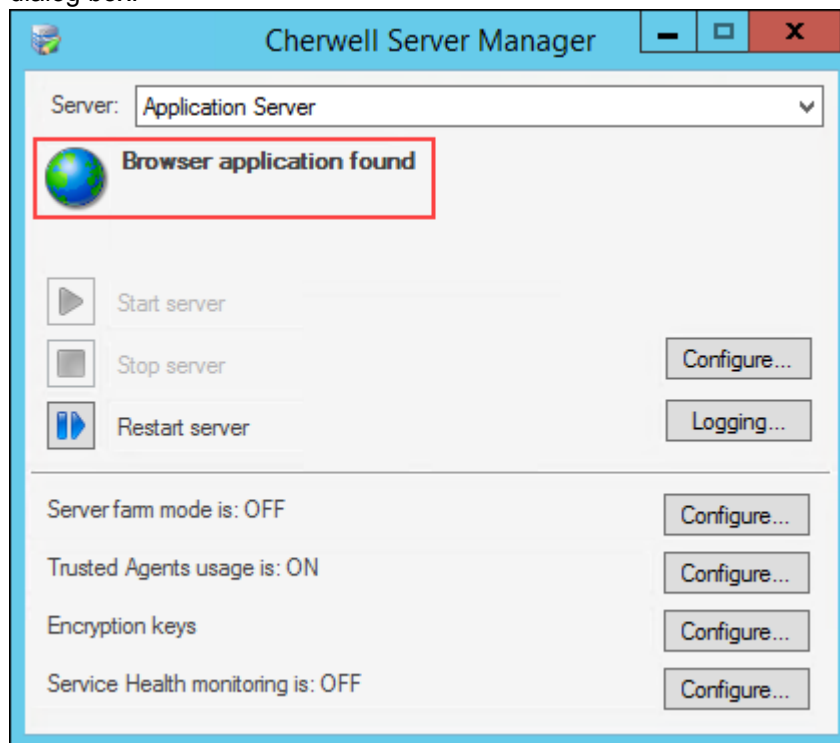 dialog box.
Cherwell Server Manager
Server: Application Server
Browser application found
Start server
Stop server
Configure...
Restart server
Logging...
Server farm mode is: OFF
Configure...
Trusted Agents usage is: ON
Configure...
Encryption keys
Configure...
Service Health monitoring is: OFF
Configure...